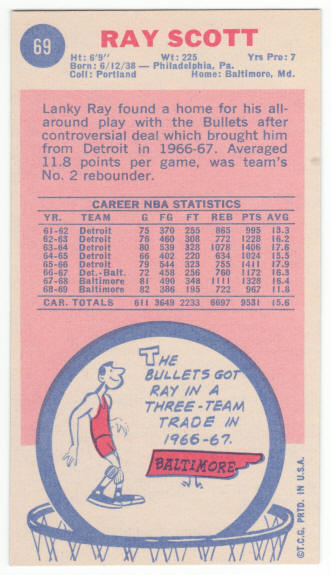 69 RAY SCOTT
Ht: 6'9" Wt: 225 Yrs Pro: 7
Born: 6/12/38 — Philadelphia, Pa.
Coll: Portland Home: Baltimore, Md.
Lanky Ray found a home for his all-
around play with the Bullets after
controversial deal which brought him
from Detroit in 1966-67. Averaged
11.8 points per game, was team's
No. 2 rebounder.
CAREER NBA STATISTICS
YR. TEAM G FG FT REB PTS AVG
61-62 Detroit 75 370 255 865 995 13.3
62-63 Detroit 76 460 308 772 1228 16.2
63-64 Detroit 80 539 328 1078 1406 17.6
64-65 Detroit 66 402 220 634 1024 15.5
65-66 Detroit 79 544 323 755 1411 17.9
66-67 Det.-Balt. 72 458 256 760 1172 16.3
67-68 Baltimore 81 490 348 1111 1328 16.4
68-69 Baltimore 82 386 195 722 967 11.8
CAR. TOTALS 611 3649 2233 6697 9531 15.6
THE
BULLETS GOT
RAY IN A
THREE-TEAM
TRADE IN
1966-67.
BALTIMORE
©T.C.G. PRTD. IN U.S.A.